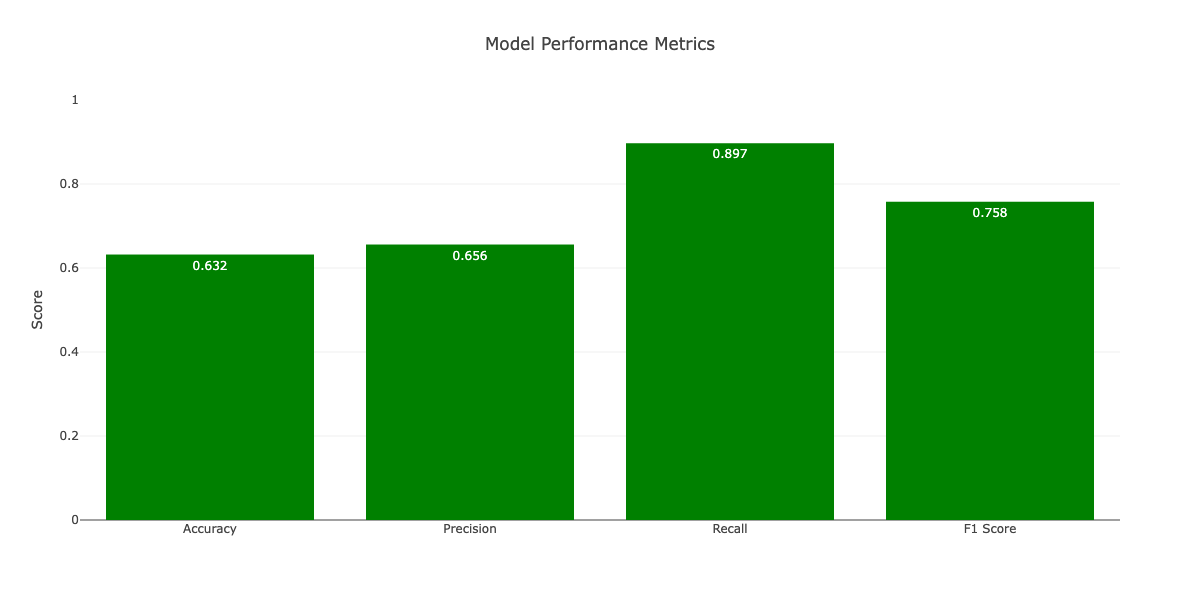 Model Performance Metrics
1
0.8
0.6
0.4
0.2
0
Score
0.632
0.656
0.897
0.758
Accuracy
Precision
Recall
F1 Score